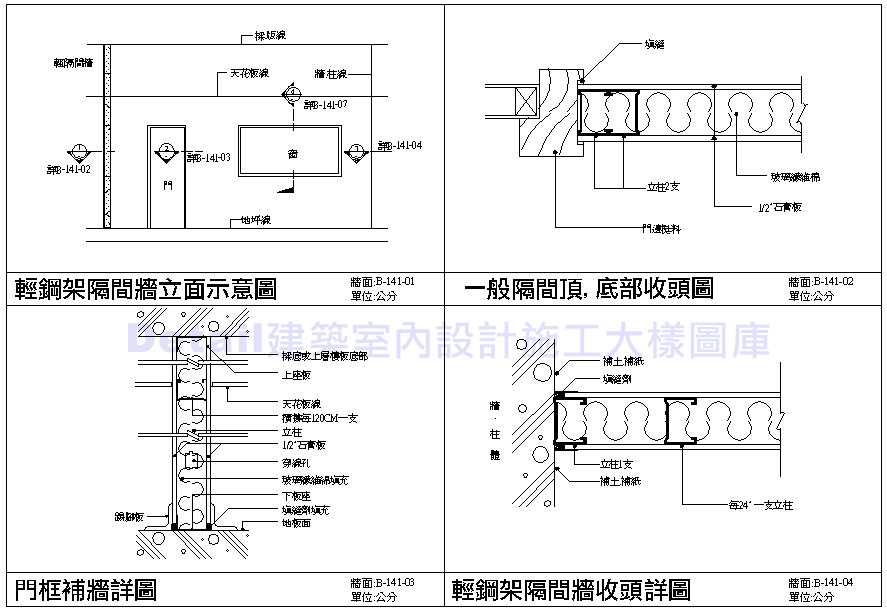 樑.版線
輕隔間牆
天花板線
牆.柱線
4
詳B-141-07
1
詳B-141-02
2
詳B-141-03
門
窗
3
詳B-141-04
地坪線
輕鋼架隔間牆立面示意圖
牆面:B-141-01
單位:公分
填縫
玻璃纖維棉
立柱2支
1/2"石膏板
一般隔間頂,底部收頭圖
牆面:B-141-02
單位:公分
Detail建築室內設計施工大樣圖庫
樑底或上層樓板底部
上座板
天花板線
橫撐每120CM一支
立柱
1/2"石膏板
穿線孔
玻璃纖維綿填充
下板座
填縫劑填充
地板面
踢腳板
門框補牆詳圖
牆面:B-141-03
單位:公分
補土.補紙
填縫劑
牆.柱 體
立柱1支
補土.補紙
每24"一支立柱
輕鋼架隔間牆收頭詳圖
牆面:B-141-04
單位:公分